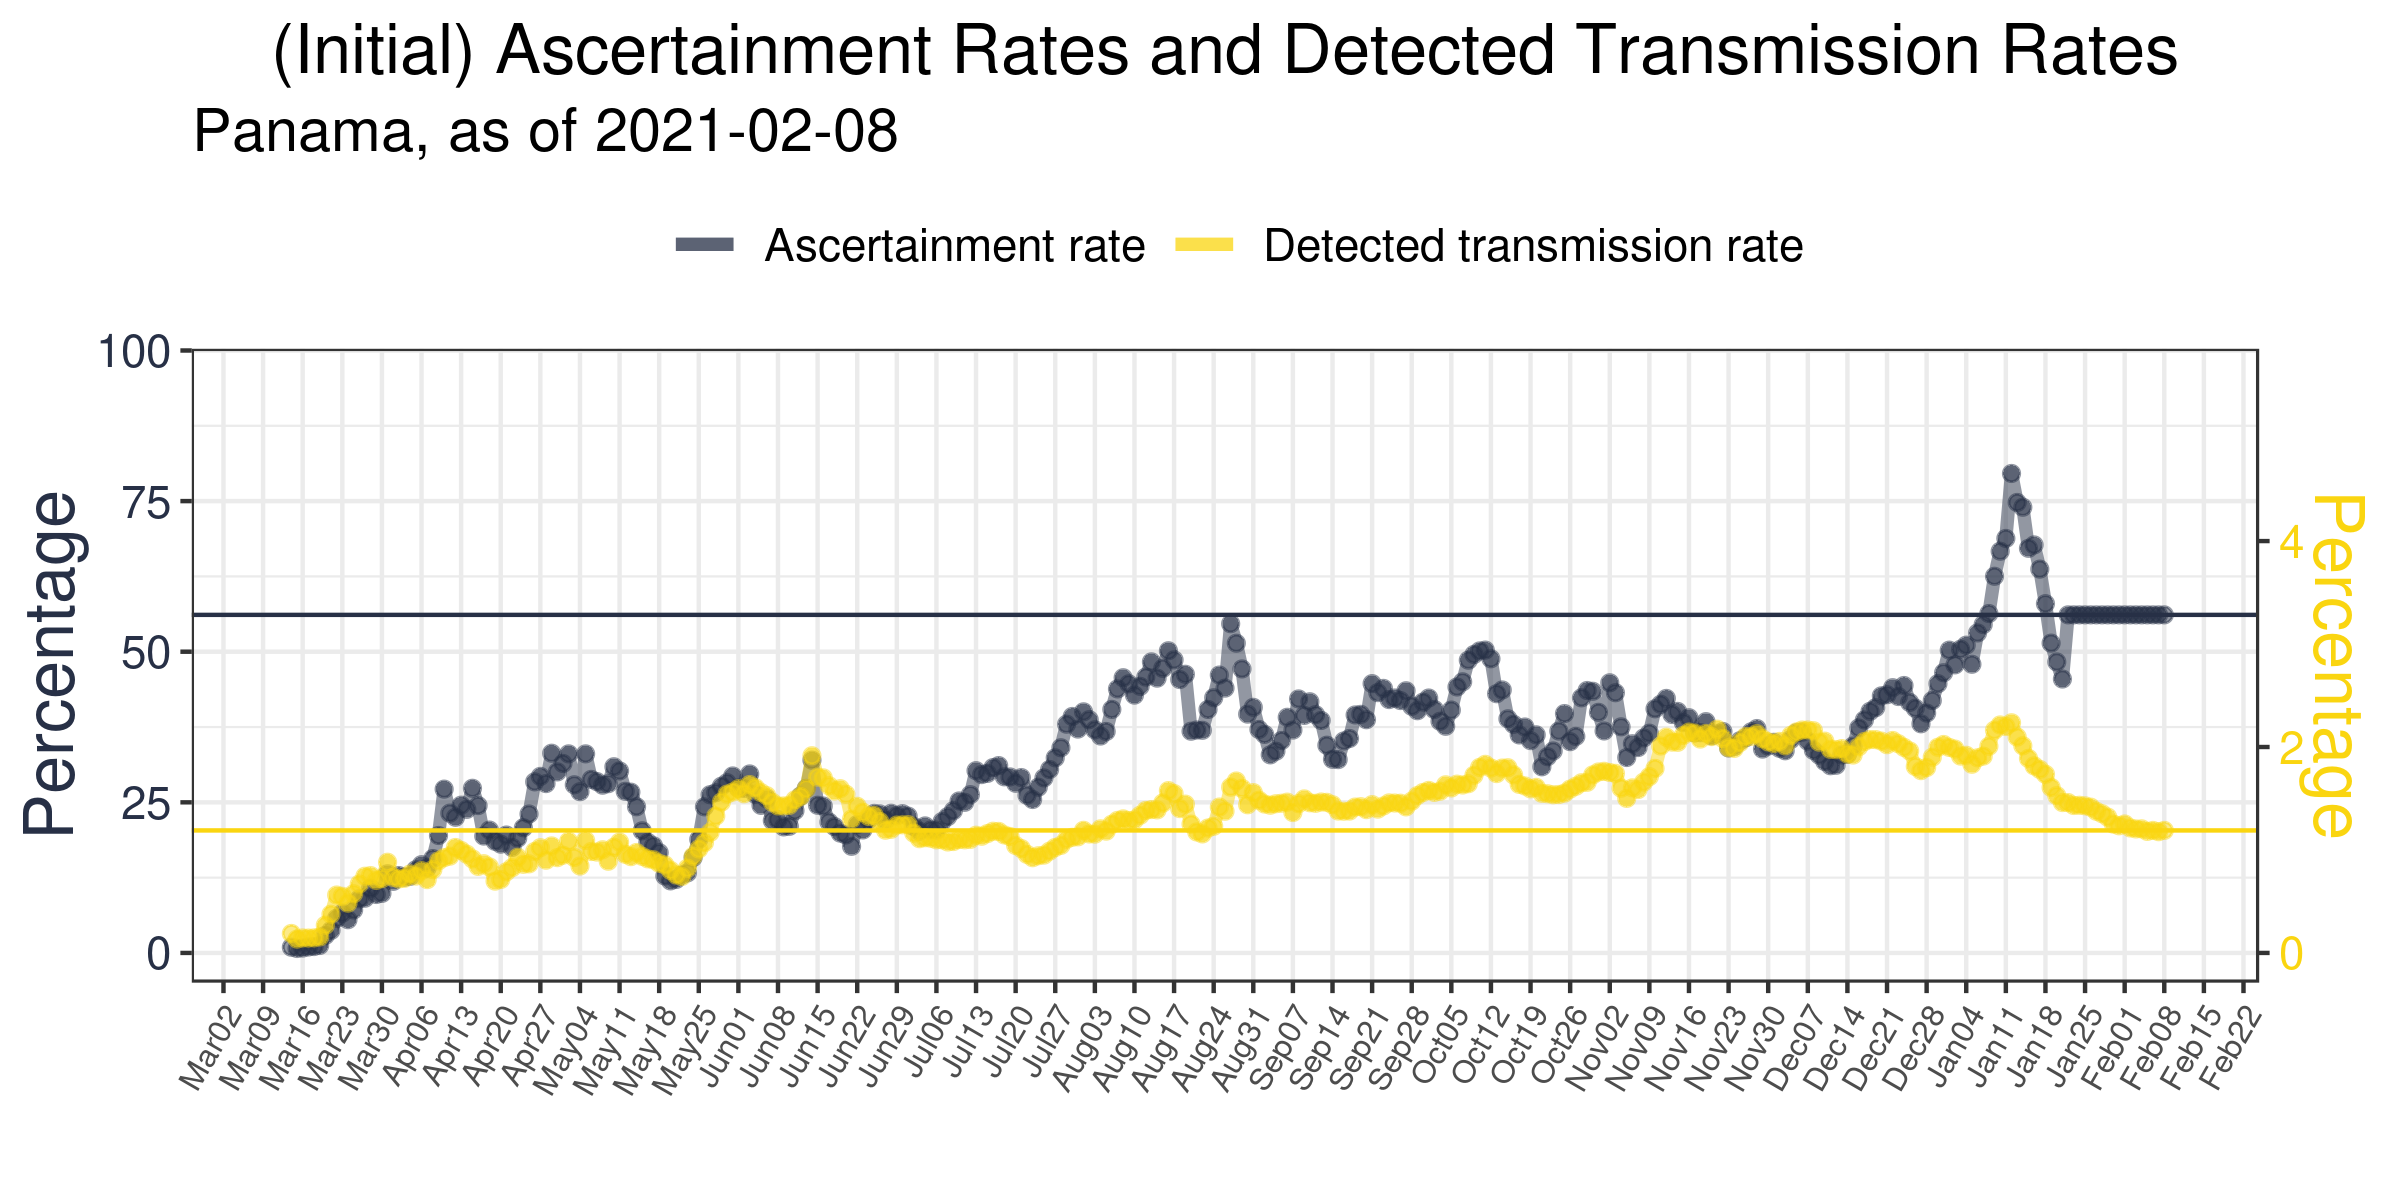 (Initial) Ascertainment Rates and Detected Transmission Rates
Panama, as of 2021-02-08
Ascertainment rate Detected transmission rate
Percentage
100
75
50
25
0
Percentage
4
2
0
Mar02 Mar09 Mar16 Mar23 Mar30 Apr06 Apr13 Apr20 Apr27 May04 May11 May18 May25 Jun01 Jun08 Jun15 Jun22 Jun29 Jul06 Jul13 Jul20 Jul27 Aug03 Aug10 Aug17 Aug24 Aug31 Sep07 Sep14 Sep21 Sep28 Oct05 Oct12 Oct19 Oct26 Nov02 Nov09 Nov16 Nov23 Nov30 Dec07 Dec14 Dec21 Dec28 Jan04 Jan11 Jan18 Jan25 Feb01 Feb08 Feb15 Feb22